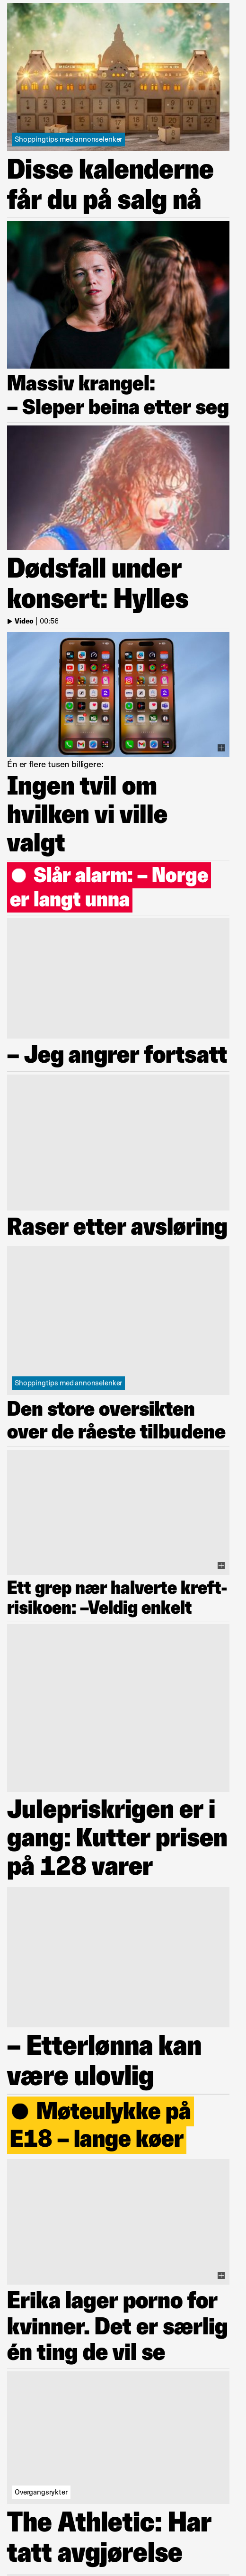 Shoppingtips med annonselenker
Disse kalenderne
får du på salg nå
Massiv krangel:
– Sleper beina etter seg
Dødsfall under
konsert: Hylles
Video | 00:56
Én er flere tusen billigere:
Ingen tvil om
hvilken vi ville
valgt
Slår alarm: – Norge
er langt unna
– Jeg angrer fortsatt
Raser etter avsløring
Shoppingtips med annonselenker
Den store oversikten
over de råeste tilbudene
Ett grep nær halverte kreft-
risikoen: –Veldig enkelt
Julepriskrigen er i
gang: Kutter prisen
på 128 varer
– Etterlønna kan
være ulovlig
Møteulykke på
E18 – lange køer
Erika lager porno for
kvinner. Det er særlig
én ting de vil se
Overgangsrykter
The Athletic: Har
tatt avgjørelse